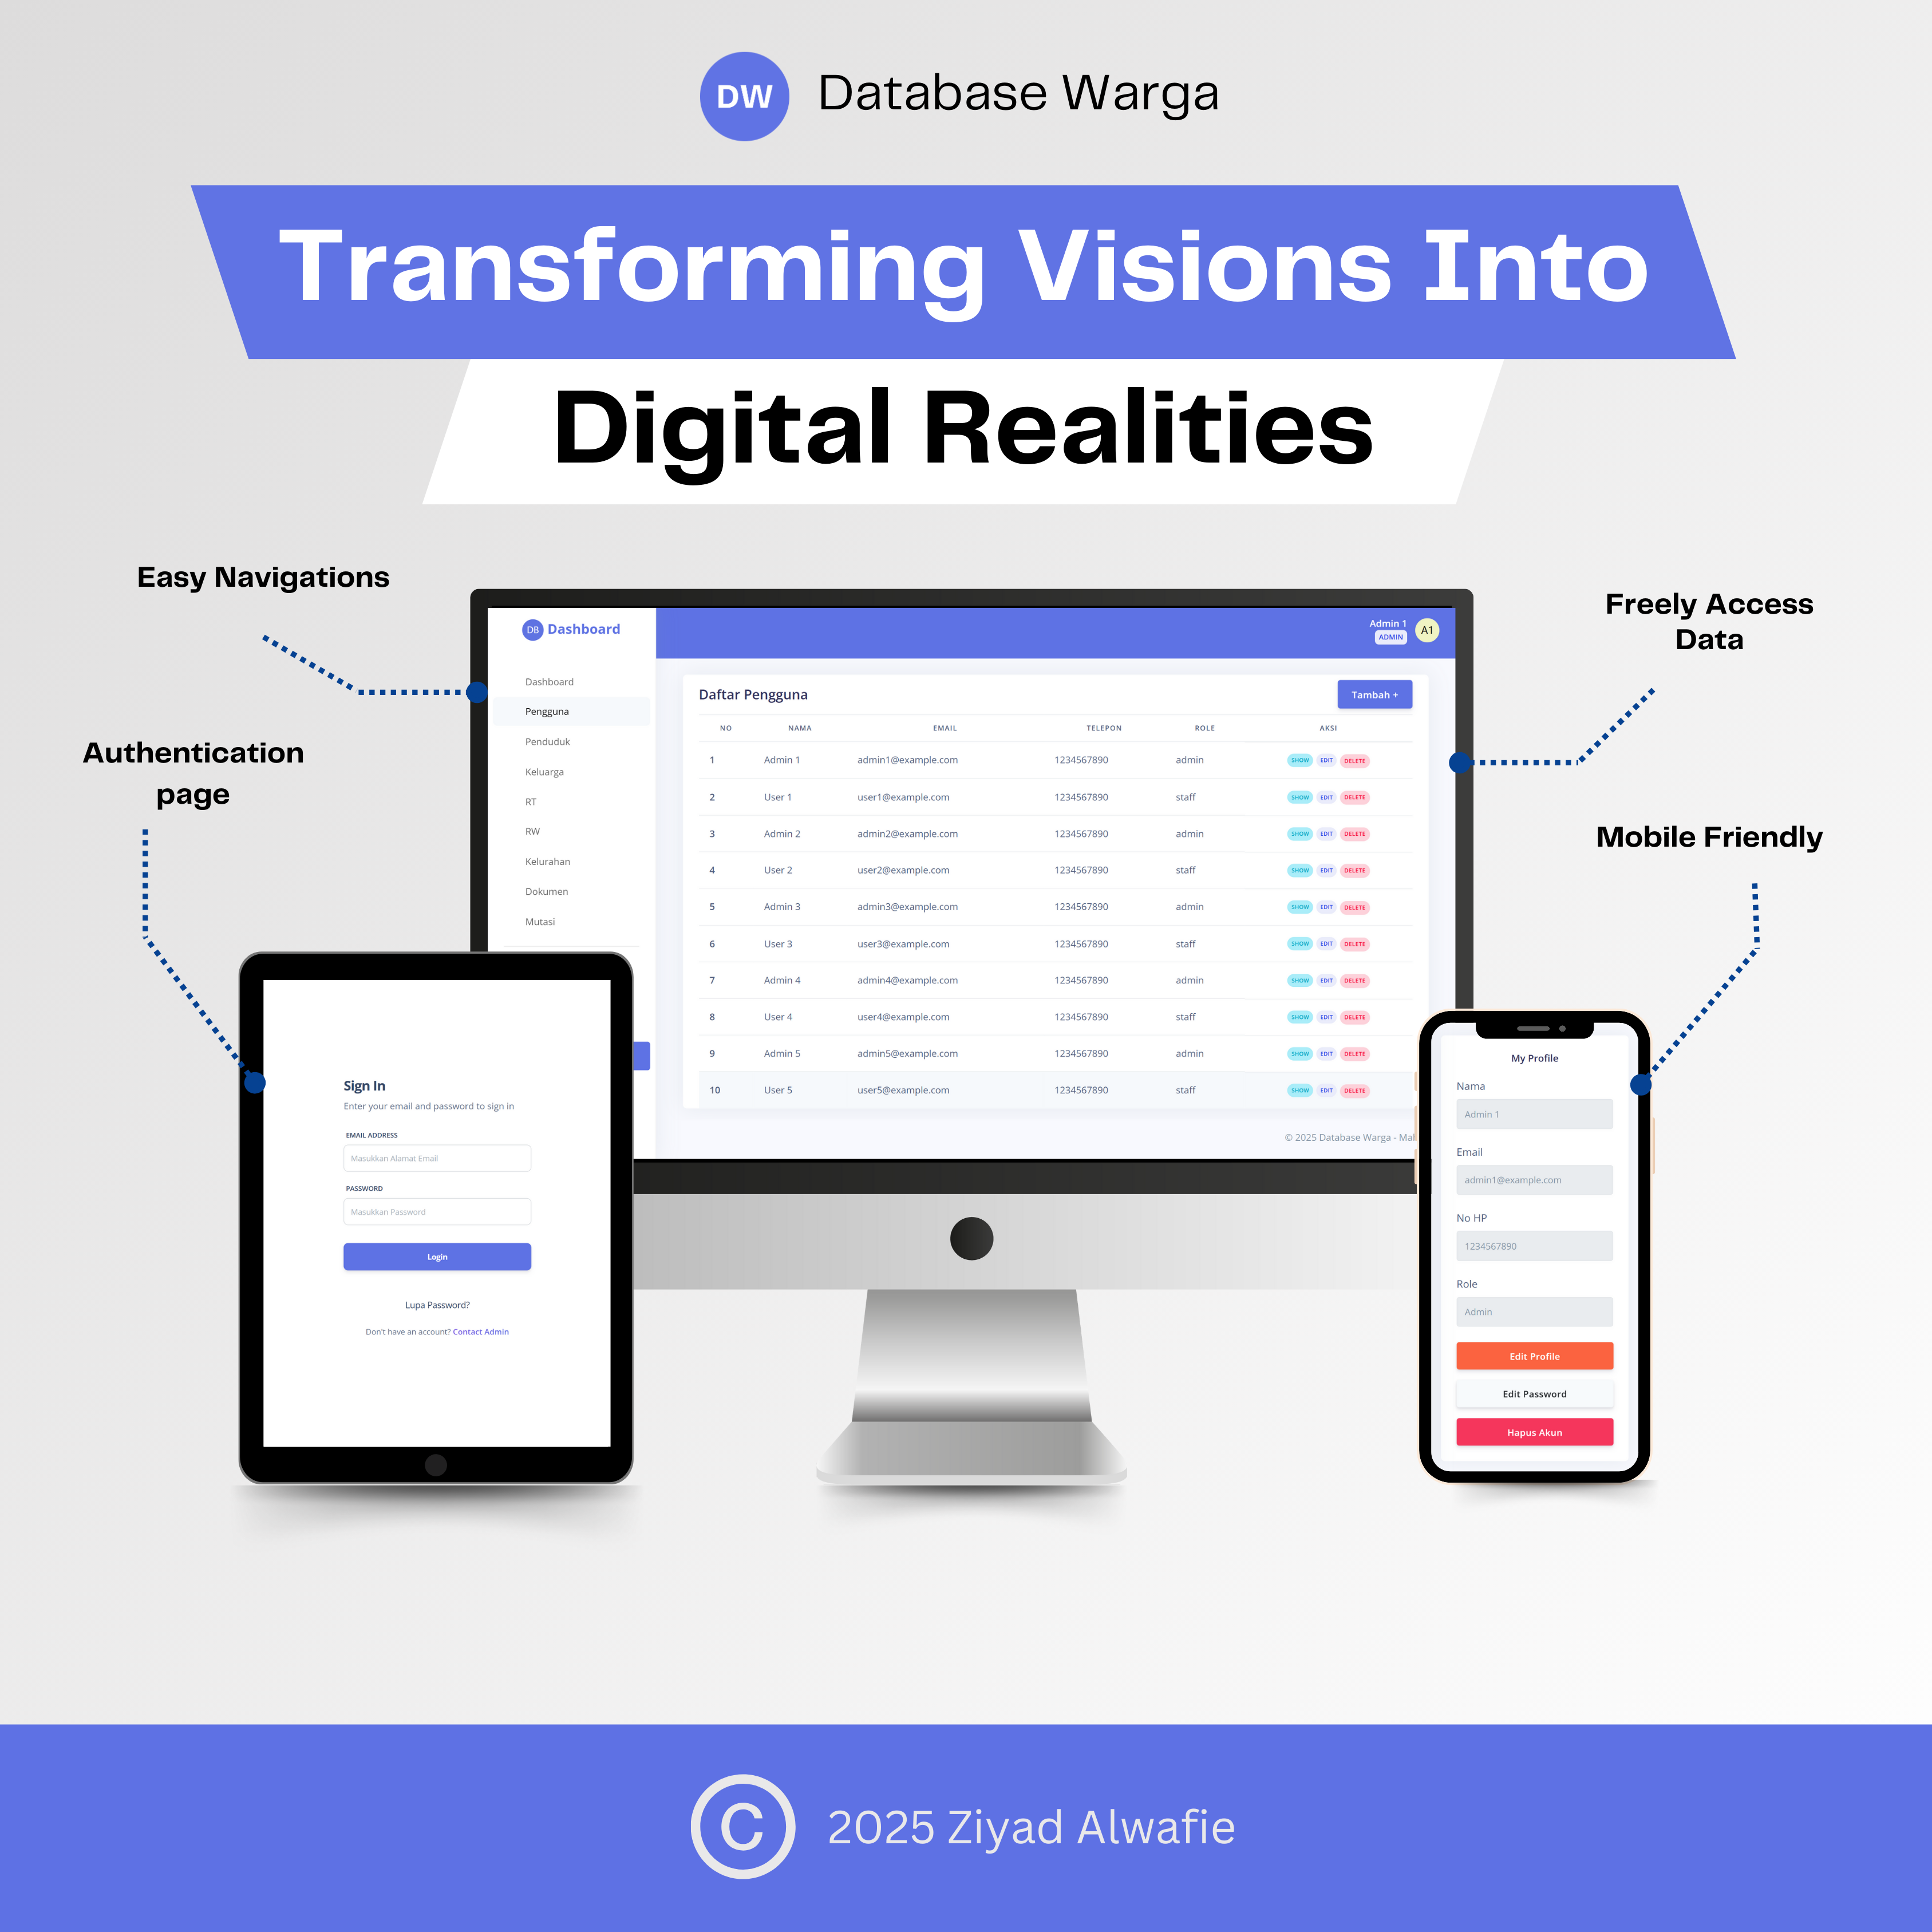 DW Database Warga
Transforming Visions Into
Digital Realities
Easy Navigations
Authentication
page
Freely Access
Data
Mobile Friendly
DB Dashboard
Dashboard
Pengguna
Penduduk
Keluarga
RT
RW
Kelurahan
Dokumen
Mutasi
Admin 1
ADMIN
A1
Daftar Pengguna
Tambah +
NO NAMA EMAIL TELEPON ROLE AKSI
1 Admin 1 admin1@example.com 1234567890 admin SHOW EDIT DELETE
2 User 1 user1@example.com 1234567890 staff SHOW EDIT DELETE
3 Admin 2 admin2@example.com 1234567890 admin SHOW EDIT DELETE
4 User 2 user2@example.com 1234567890 staff SHOW EDIT DELETE
5 Admin 3 admin3@example.com 1234567890 admin SHOW EDIT DELETE
6 User 3 user3@example.com 1234567890 staff SHOW EDIT DELETE
7 Admin 4 admin4@example.com 1234567890 admin SHOW EDIT DELETE
8 User 4 user4@example.com 1234567890 staff SHOW EDIT DELETE
9 Admin 5 admin5@example.com 1234567890 admin SHOW EDIT DELETE
10 User 5 user5@example.com 1234567890 staff SHOW EDIT DELETE
© 2025 Database Warga -
Sign In
Enter your email and password to sign in
EMAIL ADDRESS
Masukkan Alamat Email
PASSWORD
Masukkan Password
Login
Lupa Password?
Don't have an account? Contact Admin
My Profile
Nama
Admin 1
Email
admin1@example.com
No HP
1234567890
Role
Admin
Edit Profile
Edit Password
Hapus Akun
© 2025 Ziyad Alwafie